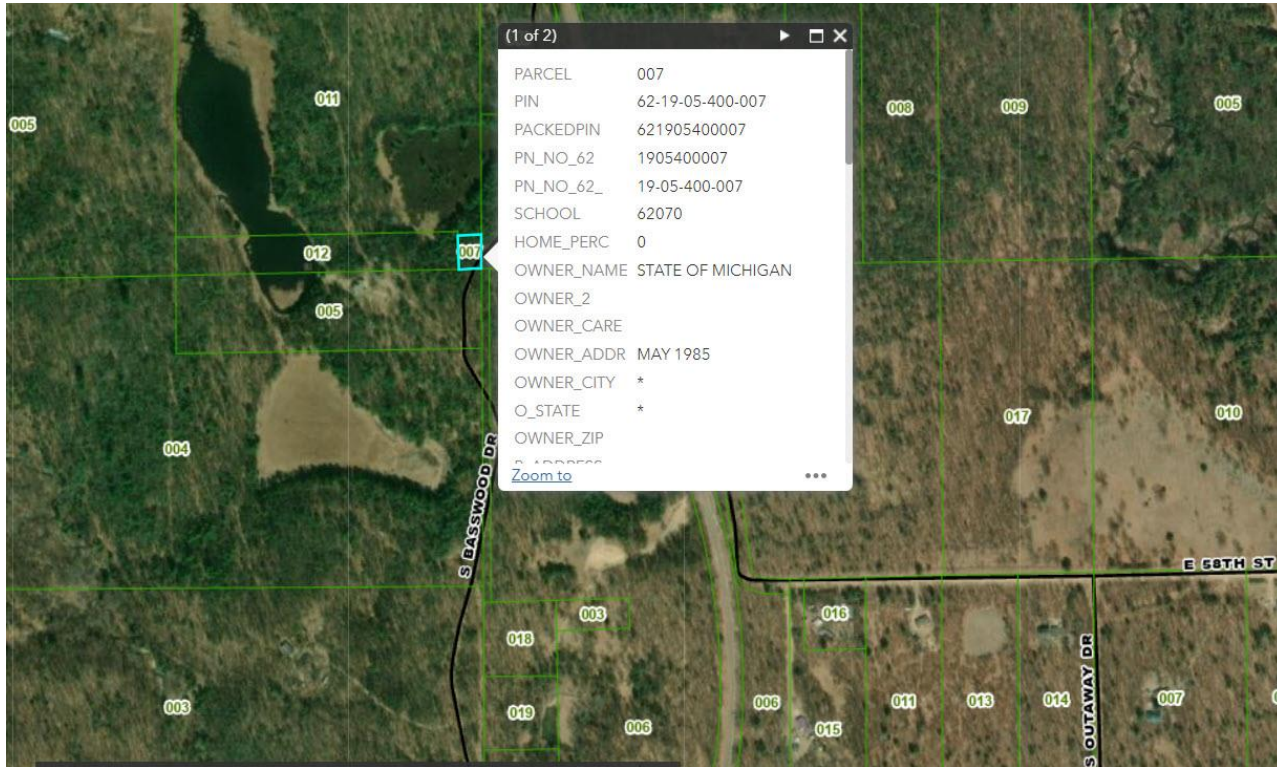 (1 of 2)
PARCEL 007
PIN 62-19-05-400-007
PACKEDPIN 621905400007
PN_NO_62 1905400007
PN_NO_62_ 19-05-400-007
SCHOOL 62070
HOME_PERC 0
OWNER_NAME STATE OF MICHIGAN
OWNER_2
OWNER_CARE
OWNER_ADDR MAY 1985
OWNER_CITY *
O_STATE *
OWNER_ZIP
Zoom to
005
011
008
009
005
012
007
005
004
017
010
S BASSWOOD DR
E 58TH ST
003
018
016
003
019
006
006
015
011
013
014
S OUTAWAY DR
007